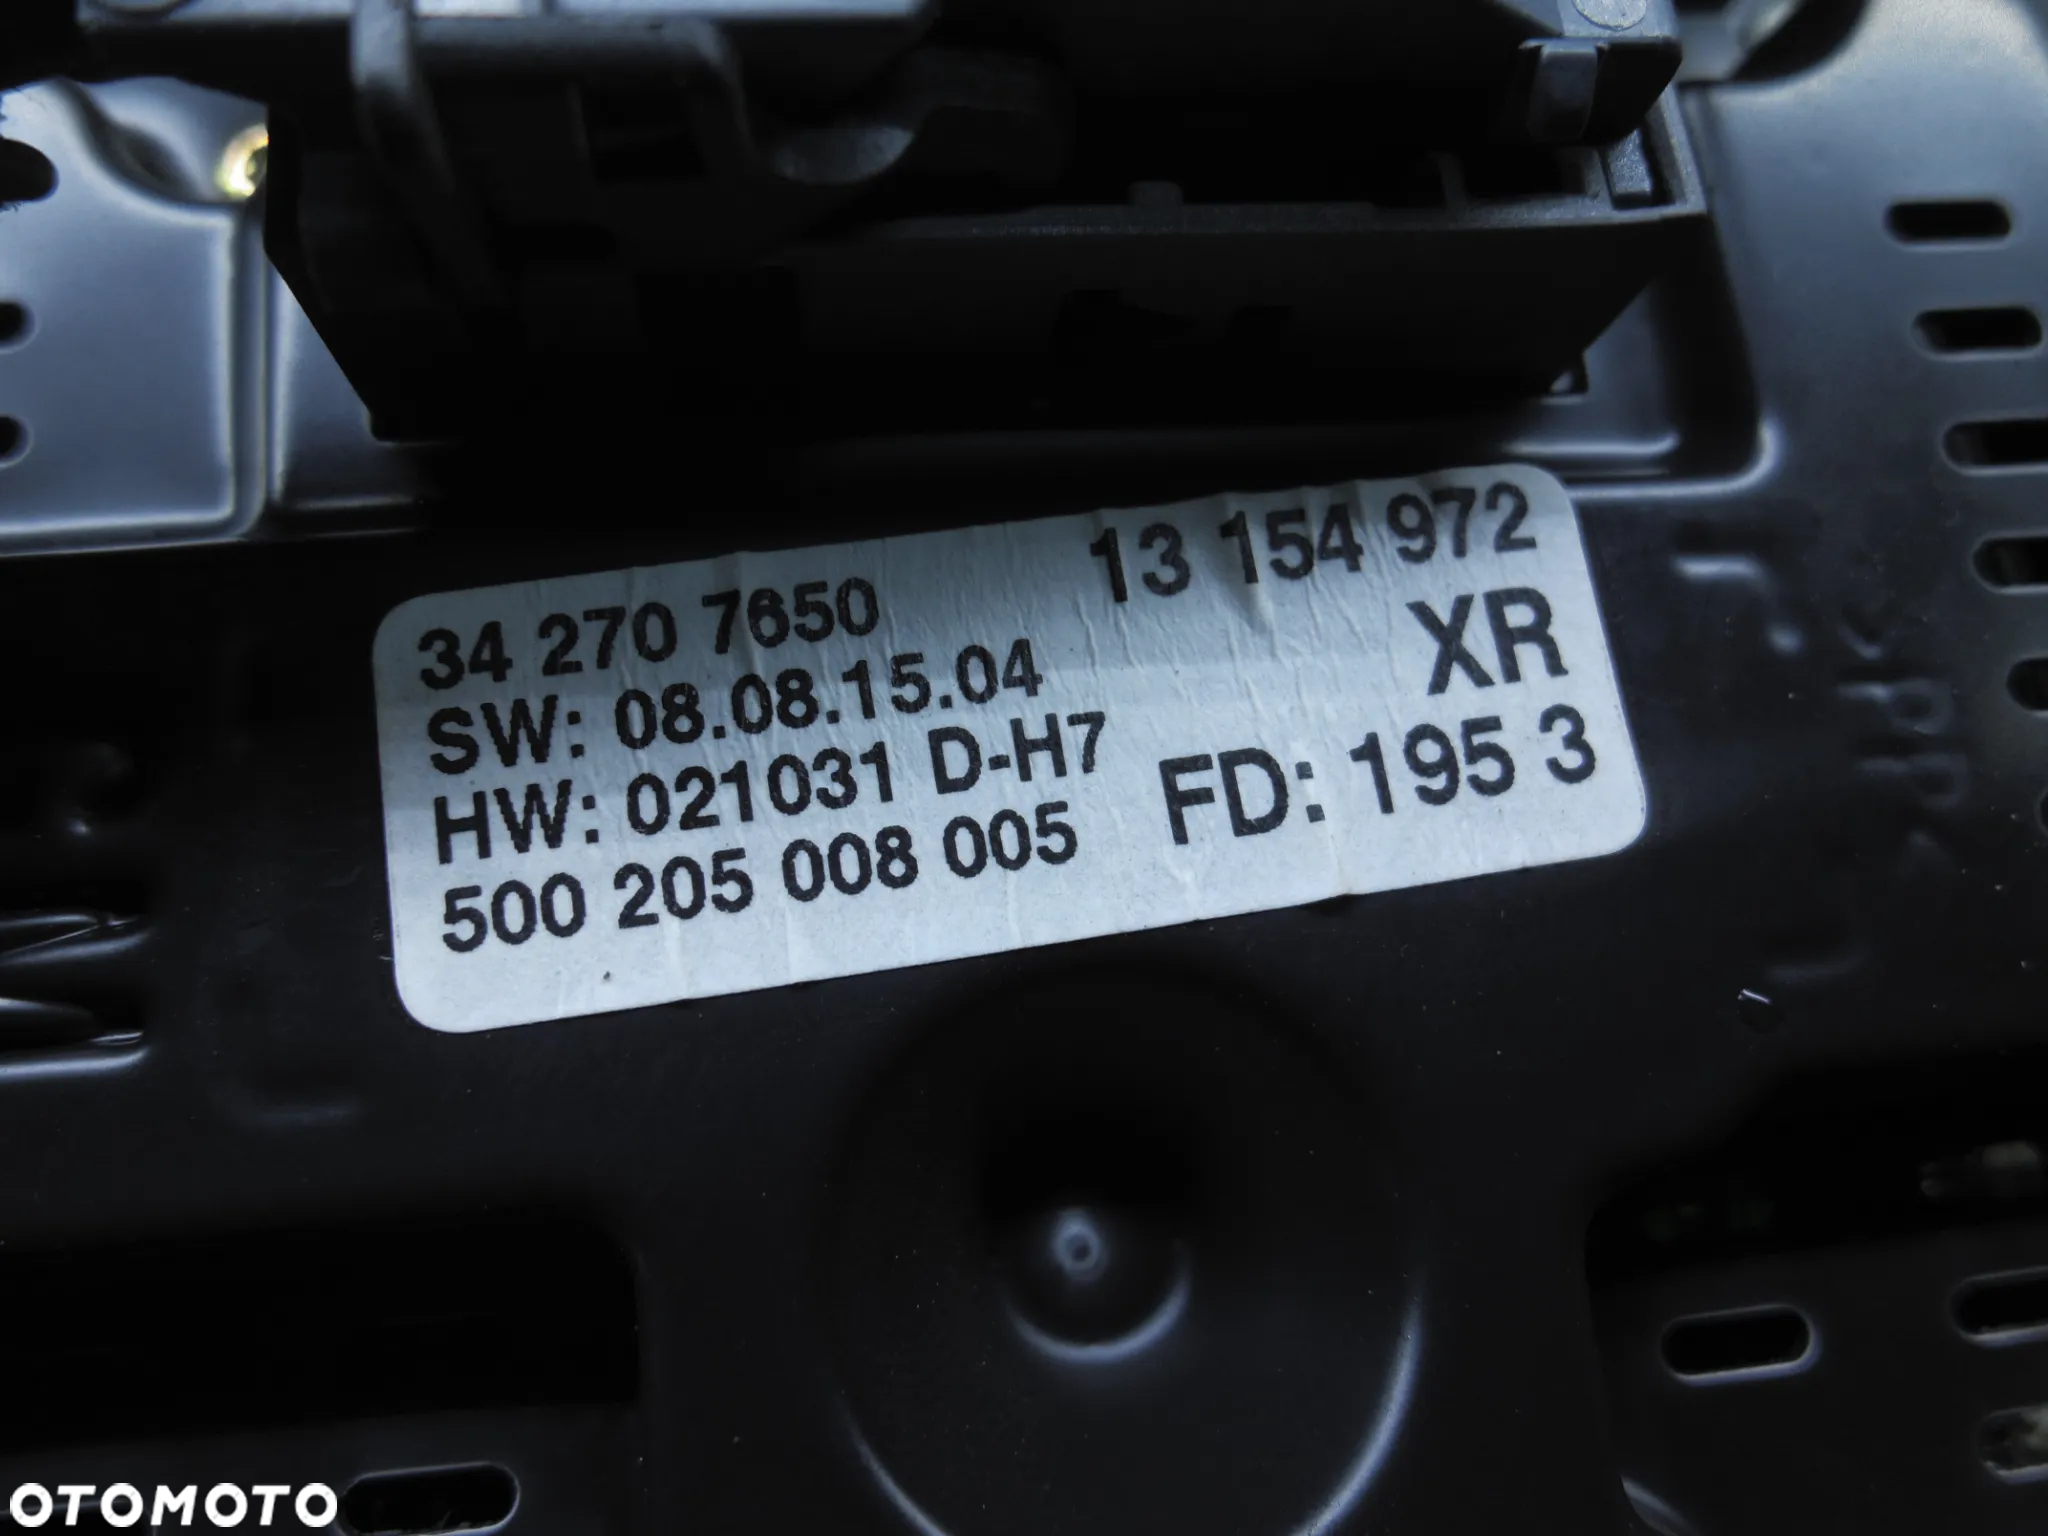 34 270 7650 13 154 972
SW: 08.08.15.04 XR
HW: 021031 D-H7 FD: 195 3
500 205 008 005
OTOMOTO